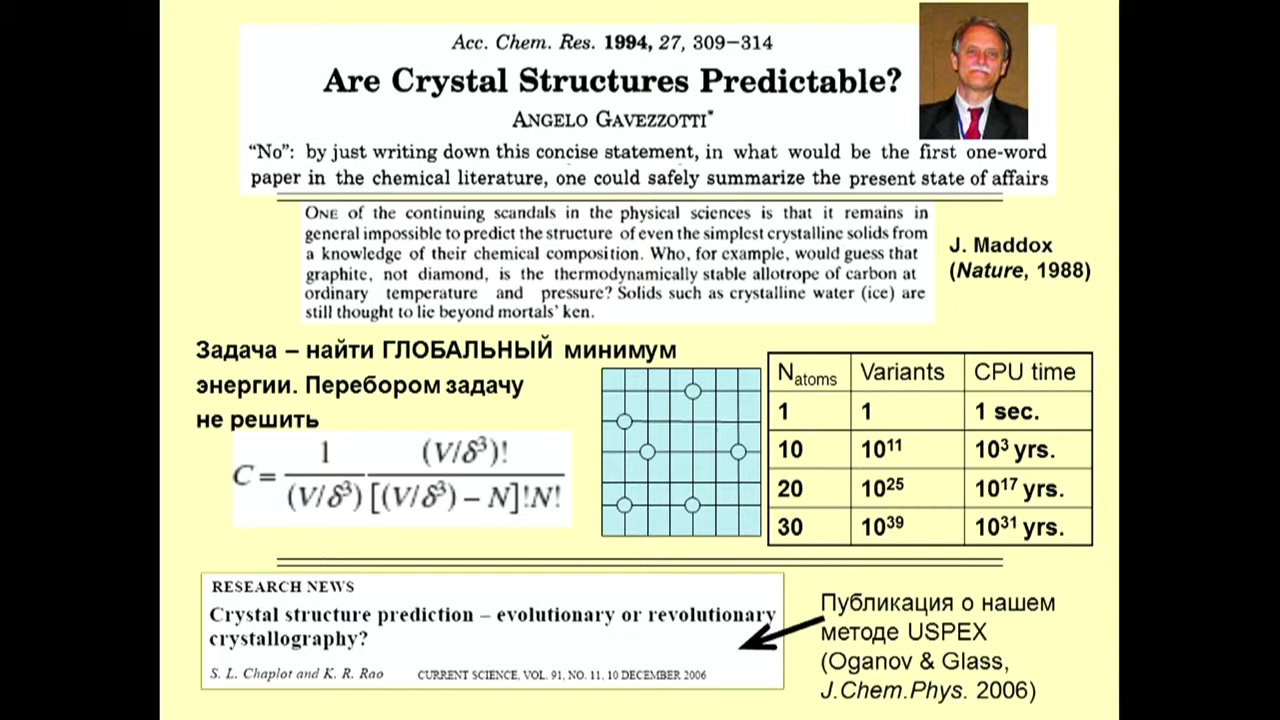 Acc. Chem. Res. 1994, 27, 309–314
Are Crystal Structures Predictable?
ANGELO GAVEZZOTTI*
“No”: by just writing down this concise statement, in what would be the first one-word
paper in the chemical literature, one could safely summarize the present state of affairs
ONE of the continuing scandals in the physical sciences is that it remains in
general impossible to predict the structure of even the simplest crystalline solids from
a knowledge of their chemical composition. Who, for example, would guess that
graphite, not diamond, is the thermodynamically stable allotrope of carbon at
ordinary temperature and pressure? Solids such as crystalline water (ice) are
still thought to lie beyond mortals’ ken.
J. Maddox
(Nature, 1988)
Задача – найти ГЛОБАЛЬНЫЙ минимум
энергии. Перебором задачу
не решить
C = 1/(V/δ³) (V/δ³)!/[(V/δ³) – N]!N!
Natoms Variants CPU time
1 1 1 sec.
10 10¹¹ 10³ yrs.
20 10²⁵ 10¹⁷ yrs.
30 10³⁹ 10³¹ yrs.
RESEARCH NEWS
Crystal structure prediction – evolutionary or revolutionary
crystallography?
S. L. Chaplot and K. R. Rao CURRENT SCIENCE, VOL. 91, NO. 11, 10 DECEMBER 2006
Публикация о нашем
методе USPEX
(Oganov & Glass,
J.Chem.Phys. 2006)